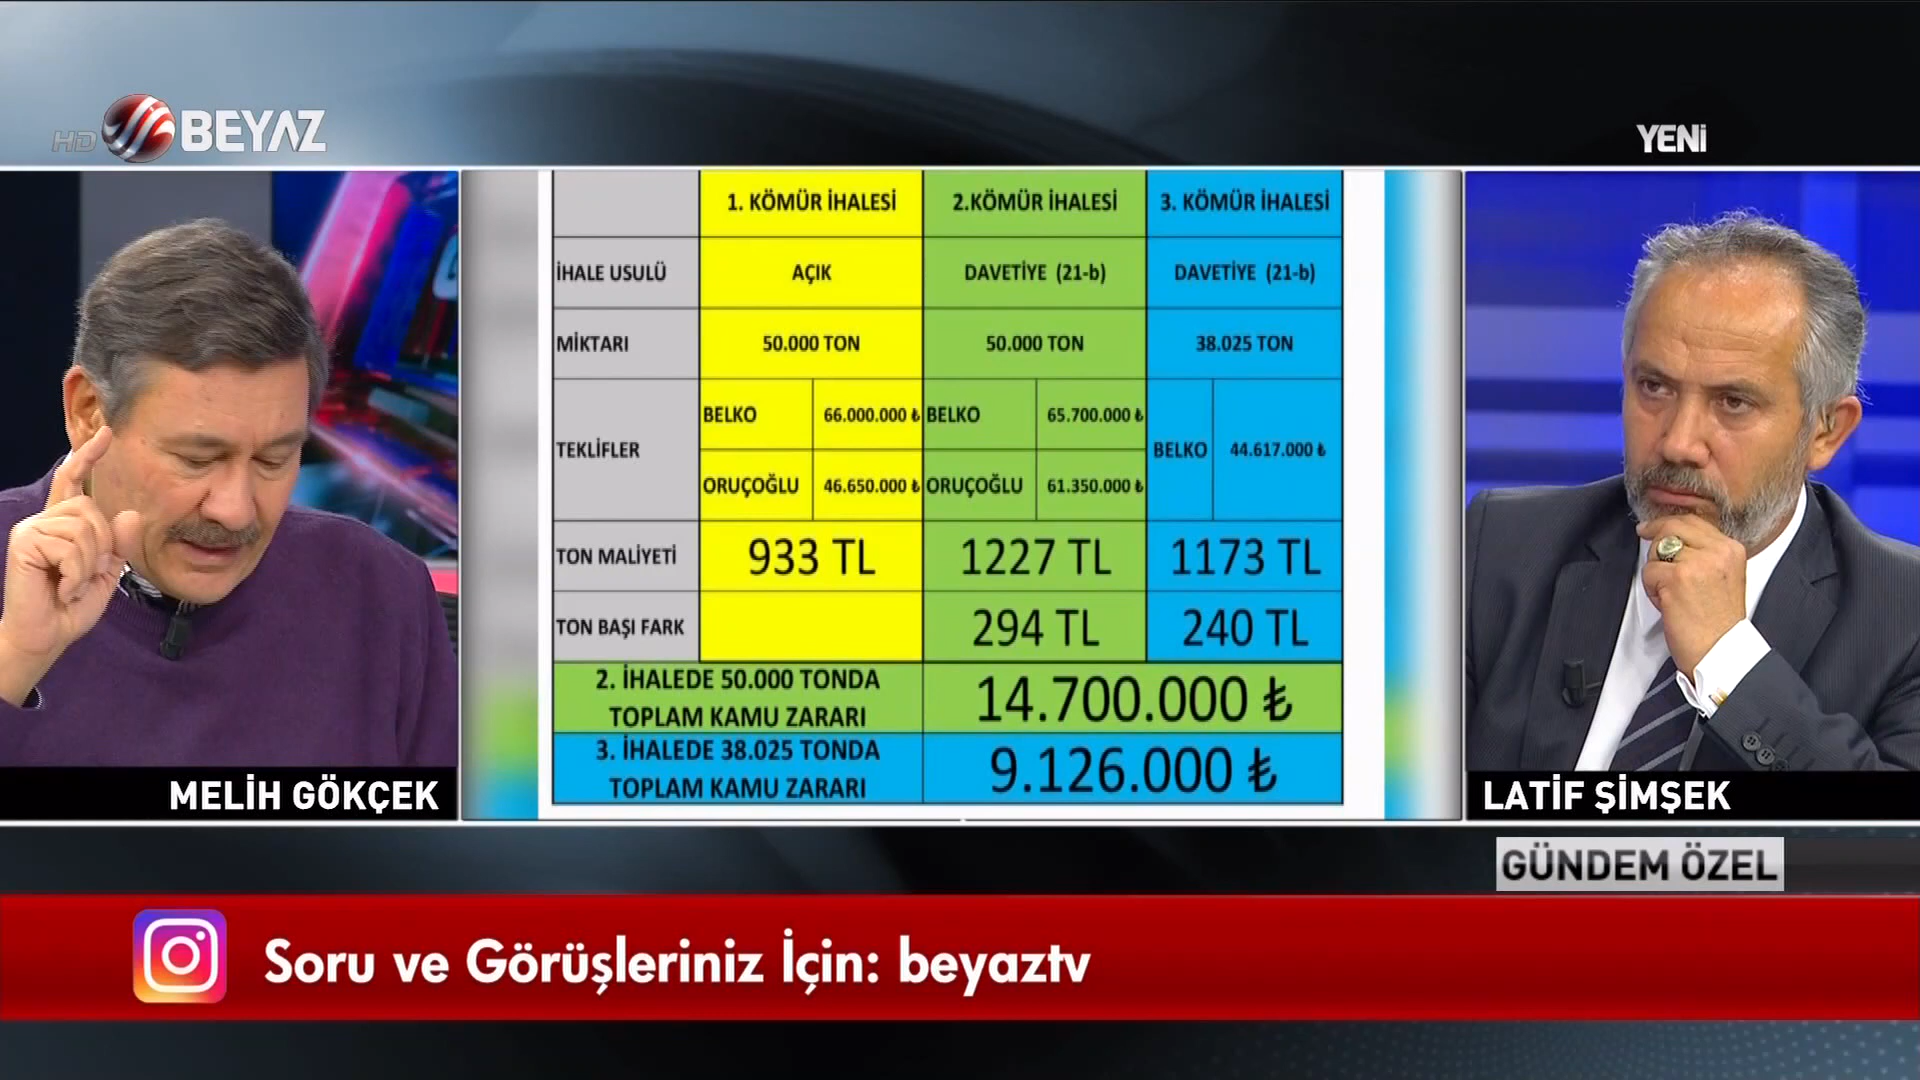 HD BEYAZ
YENİ
1. KÖMÜR İHALESİ 2.KÖMÜR İHALESİ 3. KÖMÜR İHALESİ
İHALE USULÜ AÇIK DAVETİYE (21-b) DAVETİYE (21-b)
MİKTARI 50.000 TON 50.000 TON 38.025 TON
TEKLİFLER
BELKO 66.000.000 ₺ BELKO 65.700.000 ₺ BELKO 44.617.000 ₺
ORUÇOĞLU 46.650.000 ₺ ORUÇOĞLU 61.350.000 ₺
TON MALİYETİ 933 TL 1227 TL 1173 TL
TON BAŞI FARK 294 TL 240 TL
2. İHALEDE 50.000 TONDA
TOPLAM KAMU ZARARI 14.700.000 ₺
3. İHALEDE 38.025 TONDA
TOPLAM KAMU ZARARI 9.126.000 ₺
MELİH GÖKÇEK
LATİF ŞİMŞEK
GÜNDEM ÖZEL
Soru ve Görüşleriniz İçin: beyaztv